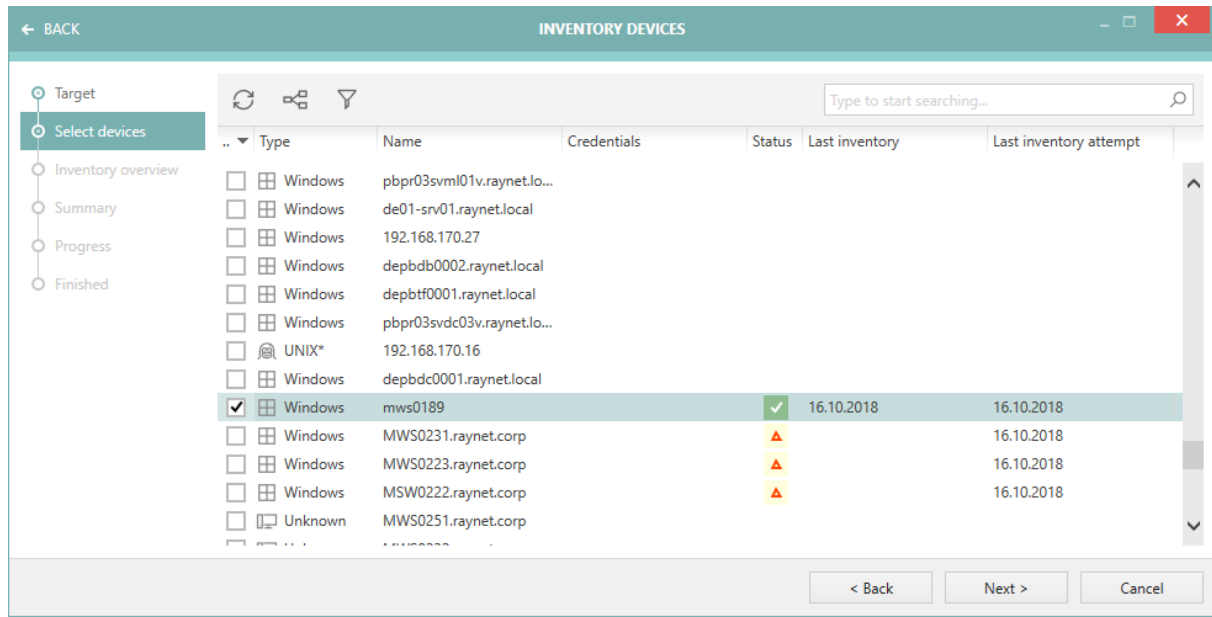 ← BACK
INVENTORY DEVICES
Target
Select devices
Inventory overview
Summary
Progress
Finished
Type to start searching...
.. Type Name Credentials Status Last inventory Last inventory attempt
Windows pbpr03svml01v.raynet.lo...
Windows de01-srv01.raynet.local
Windows 192.168.170.27
Windows depbdb0002.raynet.local
Windows depbtf0001.raynet.local
Windows pbpr03svdc03v.raynet.lo...
UNIX* 192.168.170.16
Windows depbdc0001.raynet.local
Windows mws0189 16.10.2018 16.10.2018
Windows MWS0231.raynet.corp 16.10.2018
Windows MWS0223.raynet.corp 16.10.2018
Windows MSW0222.raynet.corp 16.10.2018
Unknown MWS0251.raynet.corp
< Back Next > Cancel